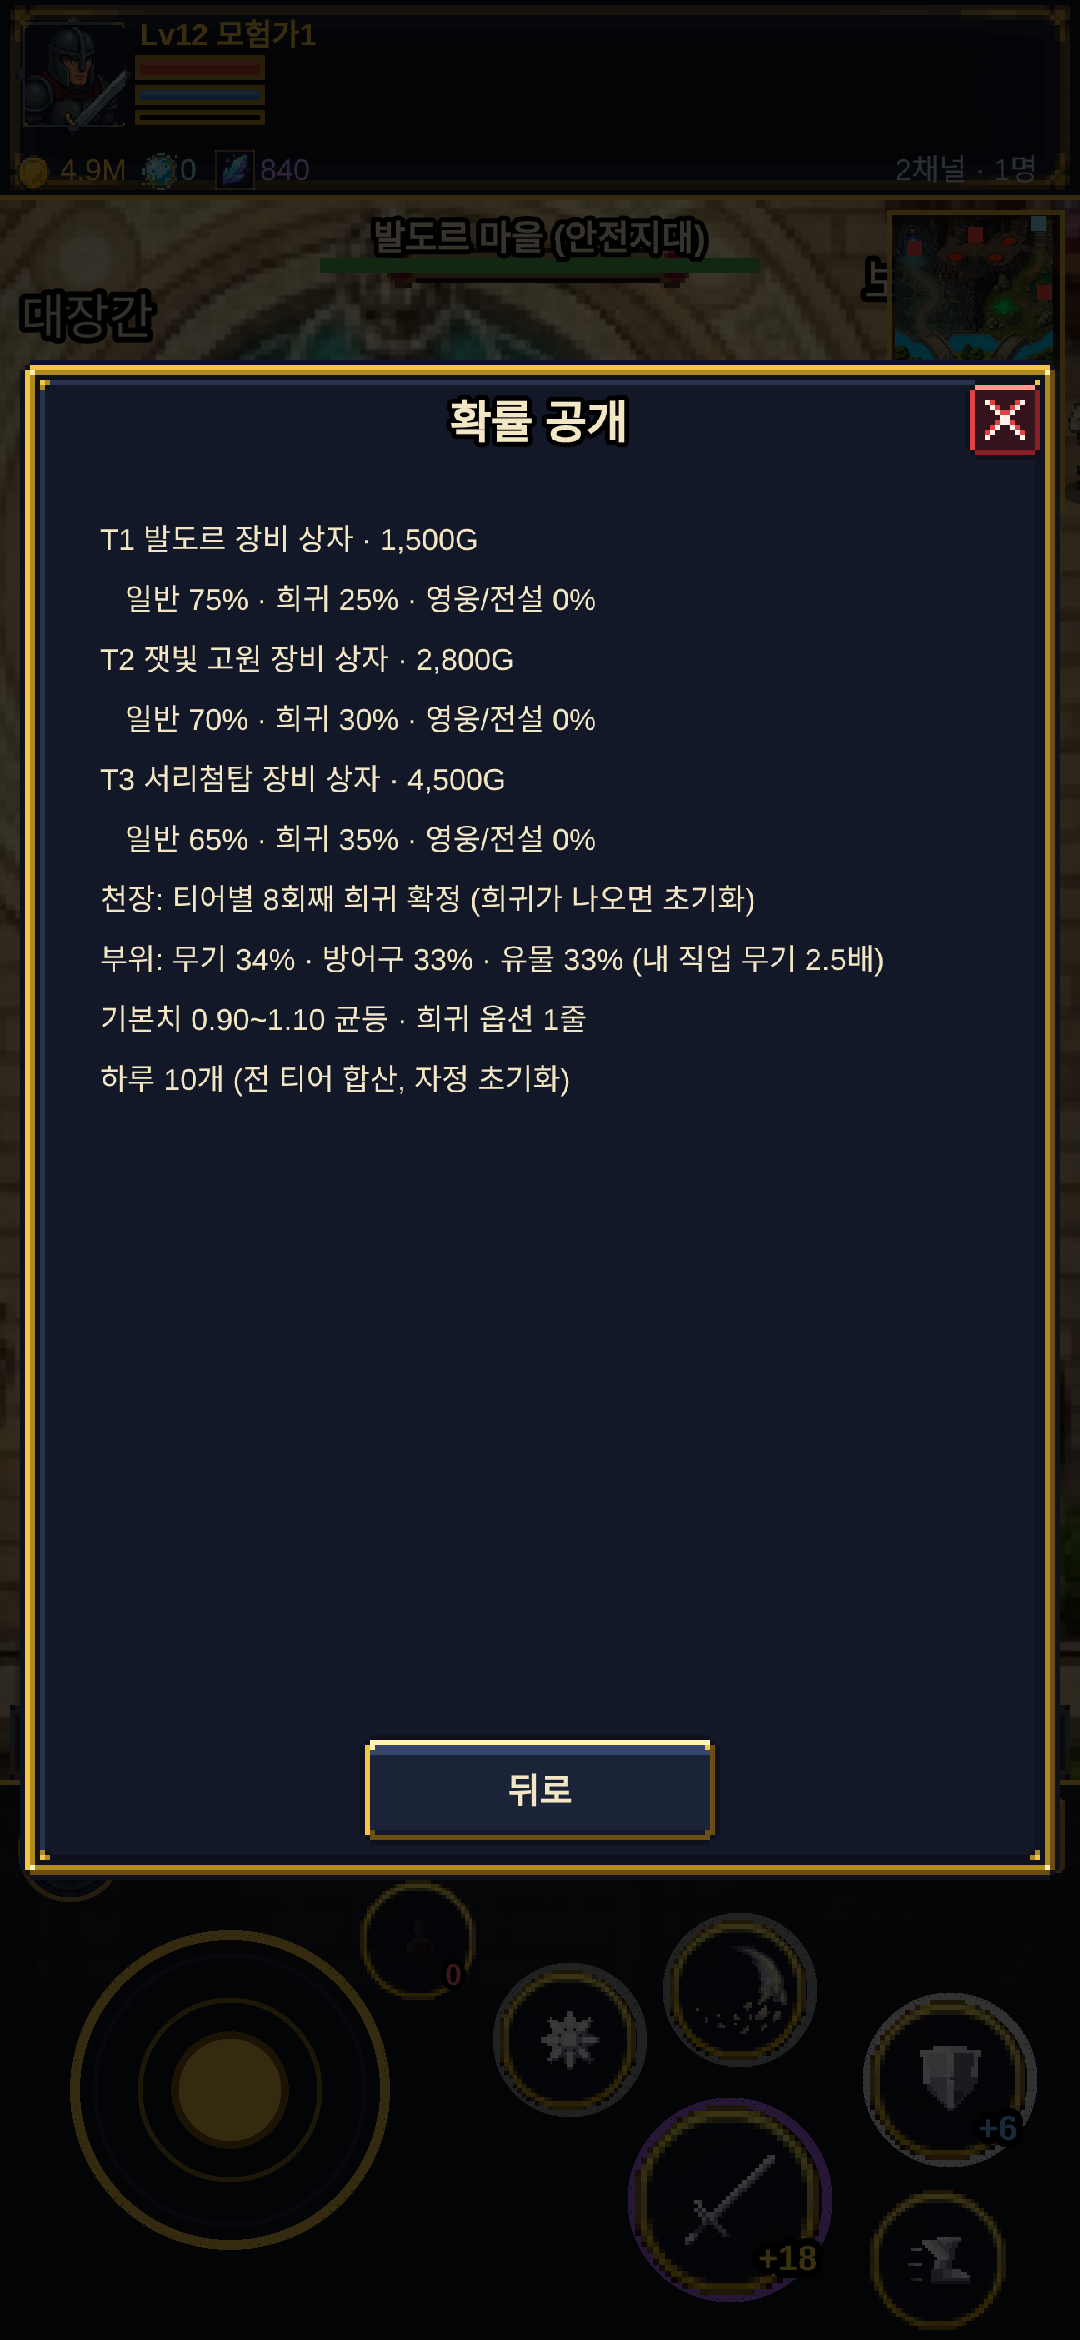 Lv12 모험가1
4.9M 0 840 2채널 · 1명
발도르 마을 (안전지대)
대장간
확률 공개
T1 발도르 장비 상자 · 1,500G
일반 75% · 희귀 25% · 영웅/전설 0%
T2 잿빛 고원 장비 상자 · 2,800G
일반 70% · 희귀 30% · 영웅/전설 0%
T3 서리첨탑 장비 상자 · 4,500G
일반 65% · 희귀 35% · 영웅/전설 0%
천장: 티어별 8회째 희귀 확정 (희귀가 나오면 초기화)
부위: 무기 34% · 방어구 33% · 유물 33% (내 직업 무기 2.5배)
기본치 0.90~1.10 균등 · 희귀 옵션 1줄
하루 10개 (전 티어 합산, 자정 초기화)
뒤로
0
+6
+18